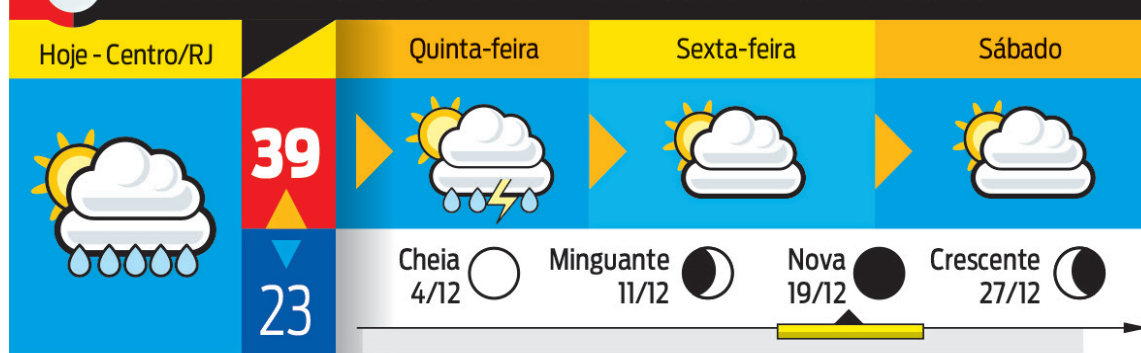 Hoje - Centro/RJ
39
23
Quinta-feira
Sexta-feira
Sábado
Cheia
4/12
Minguante
11/12
Nova
19/12
Crescente
27/12